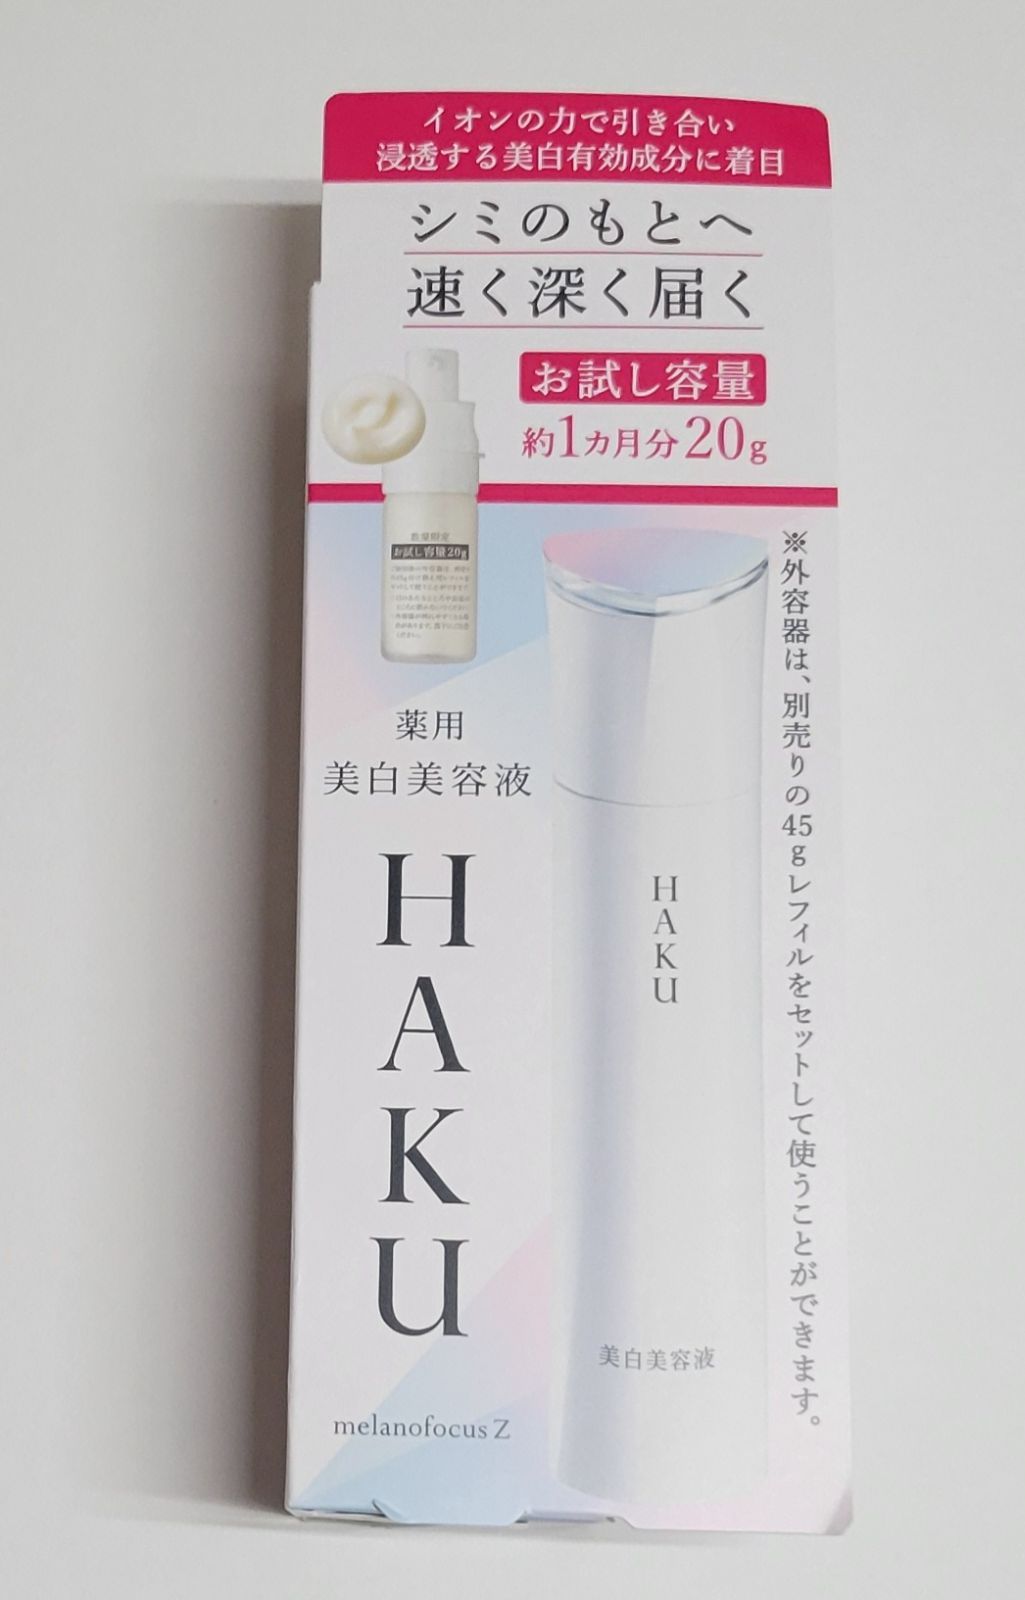 イオンの力で引き合い
浸透する美白有効成分に着目
シミのもとへ
速く深く届く
お試し容量
約1カ月分20g
数量限定
お試し容量20g
薬用
美白美容液
HAKU
melanofocus Z
HAKU
美白美容液
※外容器は、別売りの45gレフィルをセットして使うことができます。